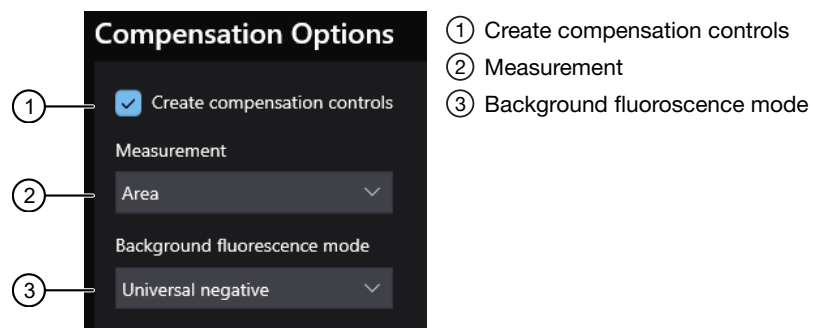 Compensation Options
1
Create compensation controls
Measurement
2
Area
Background fluorescence mode
3
Universal negative
1 Create compensation controls
2 Measurement
3 Background fluoroscence mode